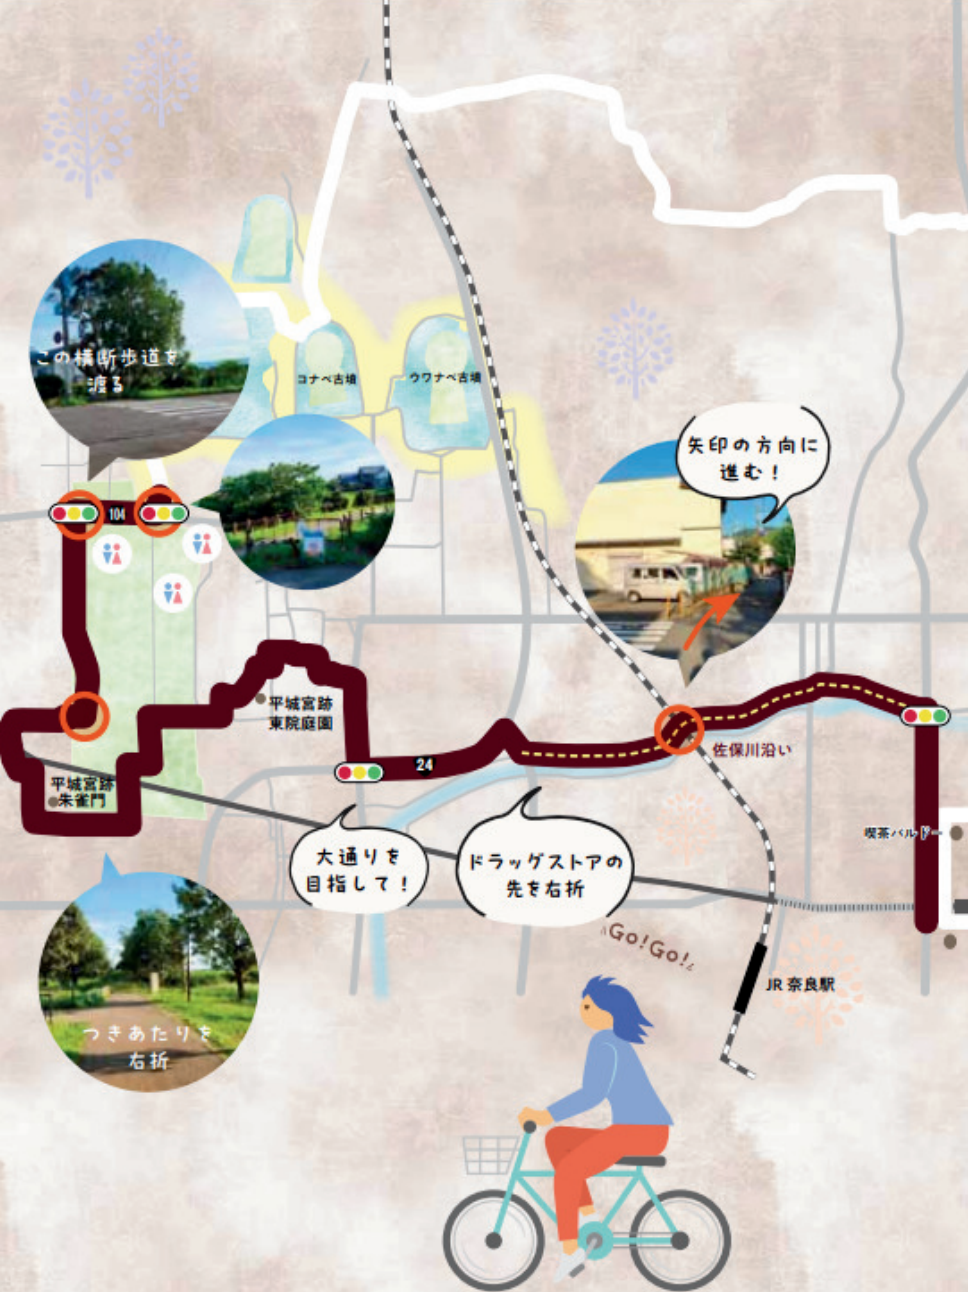 この横断歩道を
渡る
コナベ古墳
ウワナベ古墳
矢印の方向に
進む！
104
平城宮跡
東院庭園
24
佐保川沿い
平城宮跡
朱雀門
喫茶バルドー
大通りを
目指して！
ドラッグストアの
先を右折
Go!Go!
JR 奈良駅
つきあたりを
右折